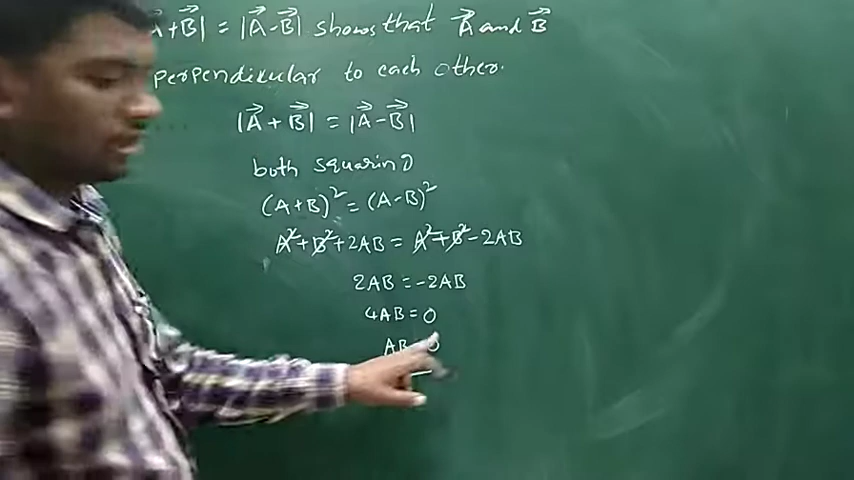 A⃗+B⃗| = |A⃗-B⃗| shows that A⃗ and B⃗
perpendikular to each other.
|A⃗+B⃗| = |A⃗-B⃗|
both squaring
(A+B)² = (A-B)²
A²+B²+2AB = A²+B²-2AB
2AB = -2AB
4AB = 0
AB = 0